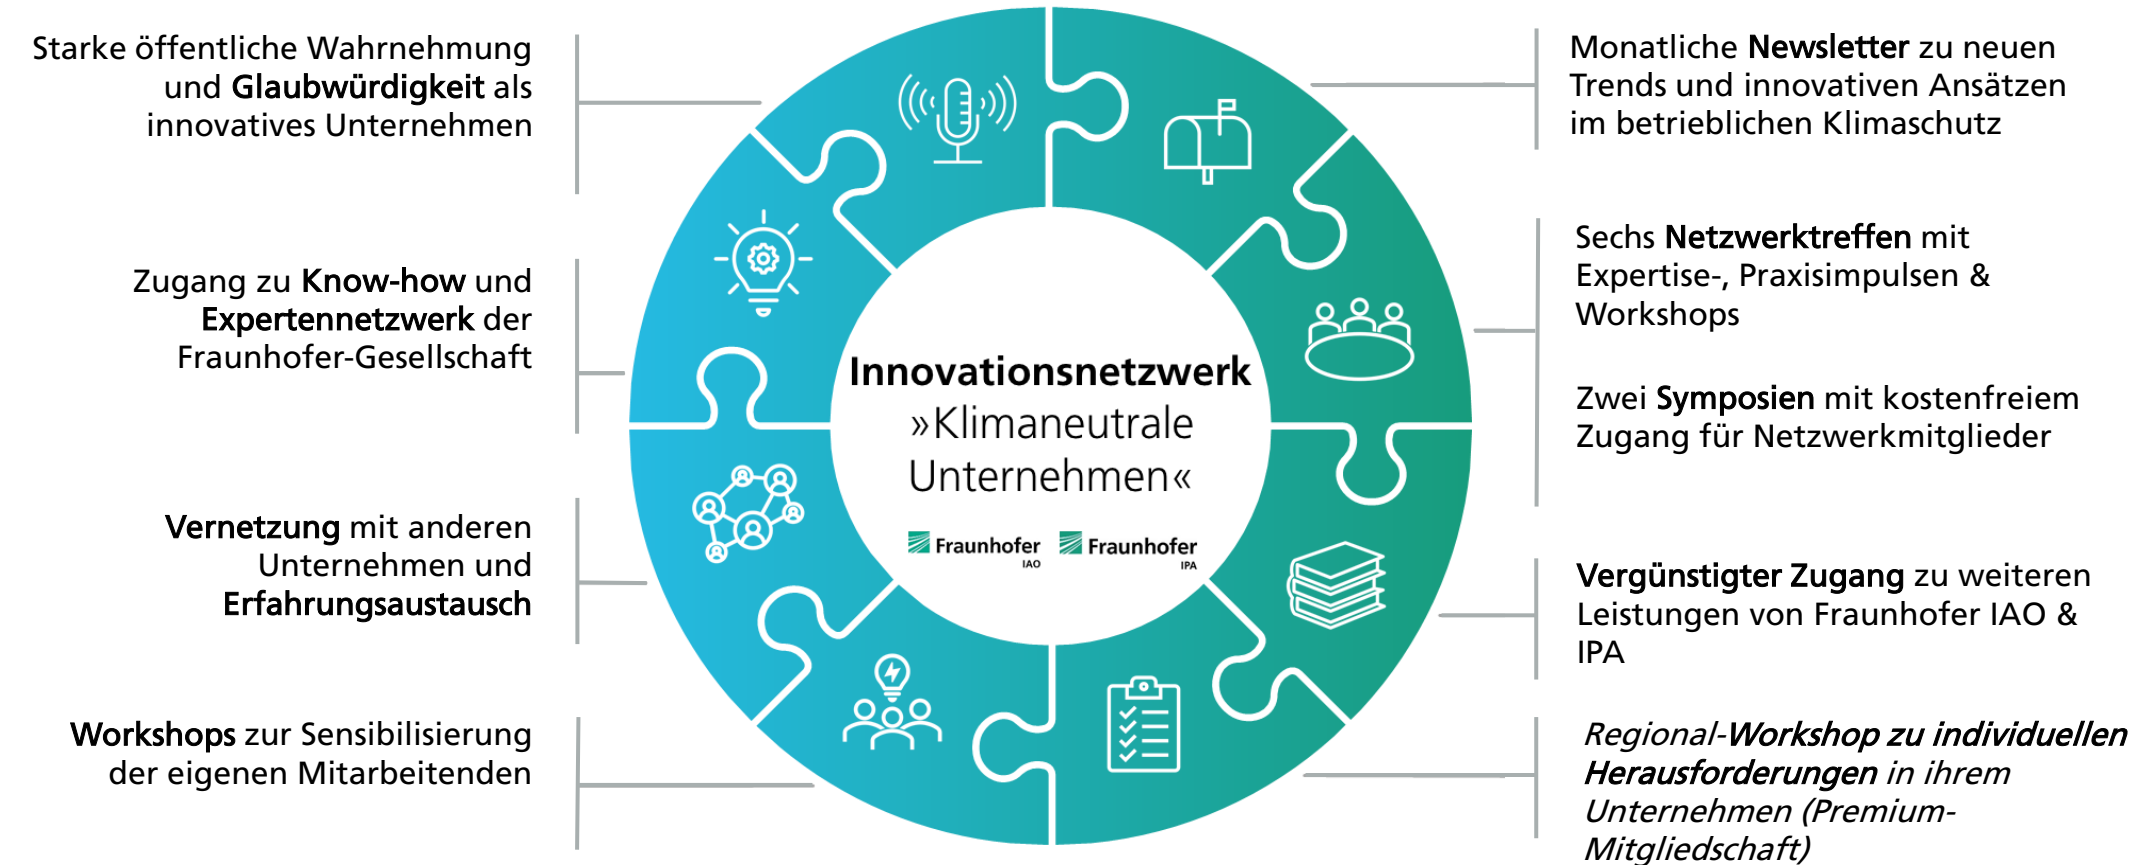 Starke öffentliche Wahrnehmung
und Glaubwürdigkeit als
innovatives Unternehmen
Zugang zu Know-how und
Expertennetzwerk der
Fraunhofer-Gesellschaft
Vernetzung mit anderen
Unternehmen und
Erfahrungsaustausch
Workshops zur Sensibilisierung
der eigenen Mitarbeitenden
Innovationsnetzwerk
»Klimaneutrale
Unternehmen«
Fraunhofer
IAO
Fraunhofer
IPA
Monatliche Newsletter zu neuen
Trends und innovativen Ansätzen
im betrieblichen Klimaschutz
Sechs Netzwerktreffen mit
Expertise-, Praxisimpulsen &
Workshops
Zwei Symposien mit kostenfreiem
Zugang für Netzwerkmitglieder
Vergünstigter Zugang zu weiteren
Leistungen von Fraunhofer IAO &
IPA
Regional-Workshop zu individuellen
Herausforderungen in ihrem
Unternehmen (Premium-
Mitgliedschaft)